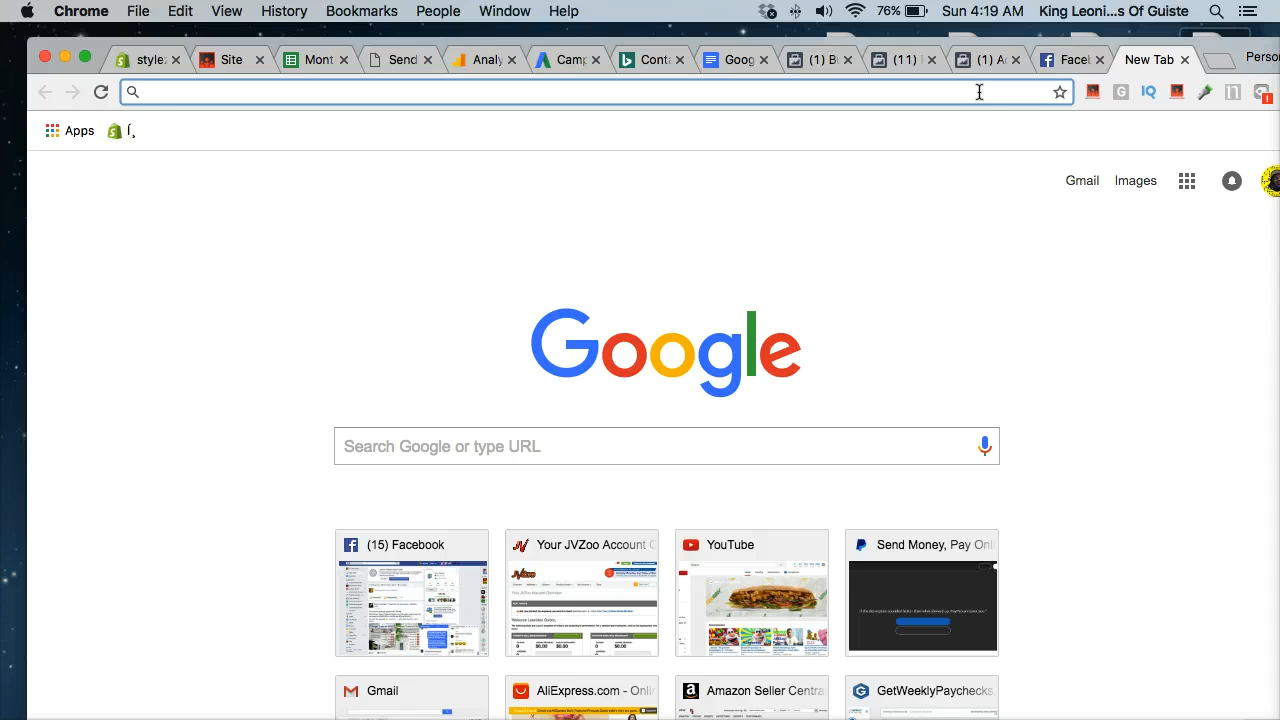 Chrome File Edit View History Bookmarks People Window Help 76% Sun 4:19 AM King Leoni...s Of Guiste
style Site Mont Send Analy Camp Conta Goog (1) B (11) (1) A Facel New Tab Perso
Apps
Gmail Images
Google
Search Google or type URL
(15) Facebook Your JVZoo Account YouTube Send Money, Pay Onli
Gmail AliExpress.com - Onlin Amazon Seller Centra GetWeeklyPaychecks.